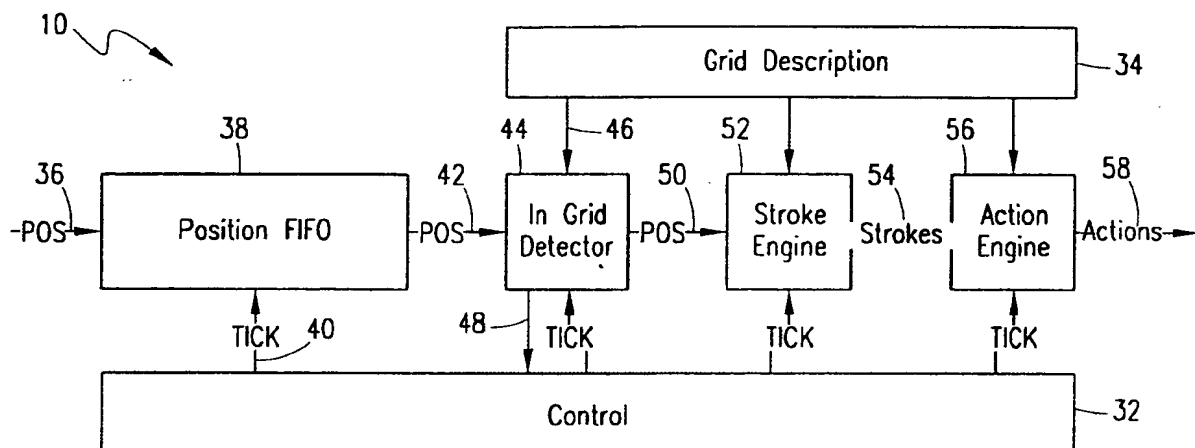 10
Grid Description
34
38
44
46
52
56
36
42
50
54
58
POS
Position FIFO
POS
In Grid
Detector
POS
Stroke
Engine
Strokes
Action
Engine
Actions
TICK
40
48
TICK
TICK
TICK
Control
32